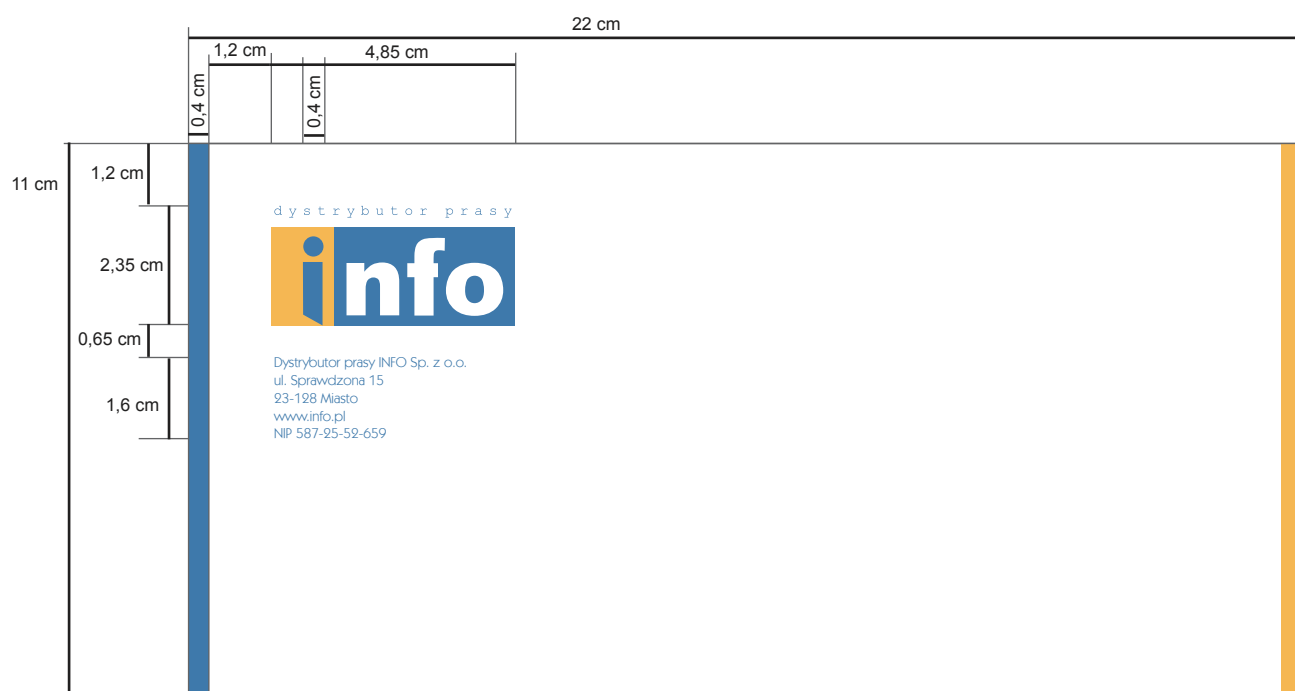 22 cm
1,2 cm
4,85 cm
0,4 cm
0,4 cm
11 cm
1,2 cm
2,35 cm
0,65 cm
1,6 cm
dystrybutor prasy
info
Dystrybutor prasy INFO Sp. z o.o.
ul. Sprawdzona 15
23-128 Miasto
www.info.pl
NIP 587-25-52-659